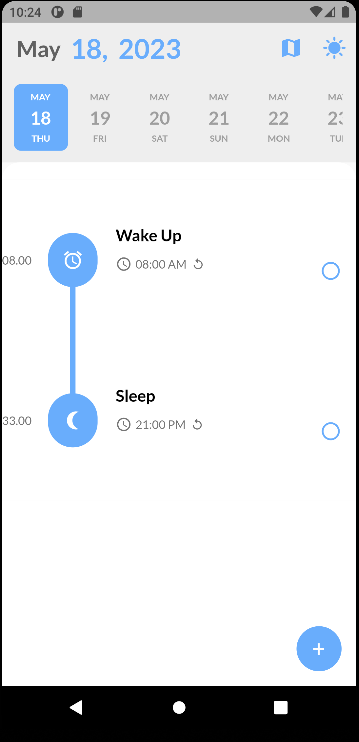 10:24
May 18, 2023
MAY MAY MAY MAY MAY MA
18 19 20 21 22 23
THU FRI SAT SUN MON TU
Wake Up
08.00 08:00 AM
Sleep
33.00 21:00 PM
+